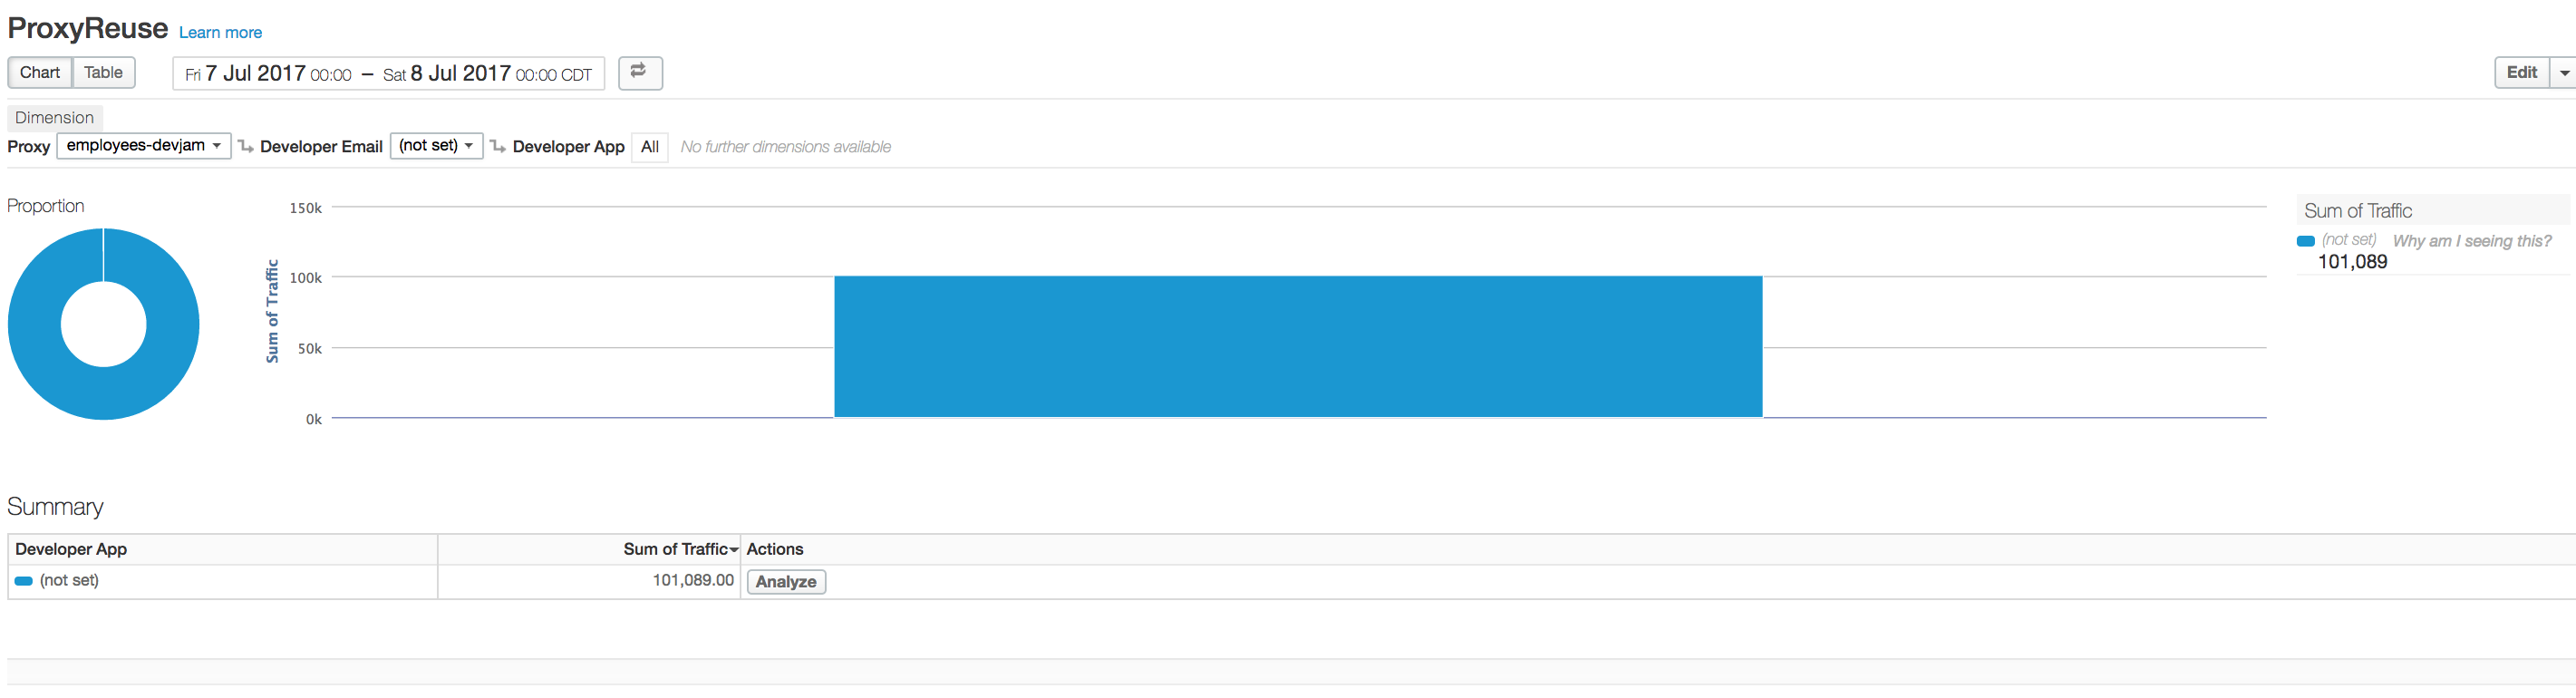 ProxyReuse Learn more
Chart Table Fri 7 Jul 2017 00:00 – Sat 8 Jul 2017 00:00 CDT Edit
Dimension
Proxy employees-devjam Developer Email (not set) Developer App All No further dimensions available
Proportion
Sum of Traffic
150k
100k
50k
0k
Sum of Traffic
(not set) Why am I seeing this?
101,089
Summary
Developer App Sum of Traffic Actions
(not set) 101,089.00 Analyze